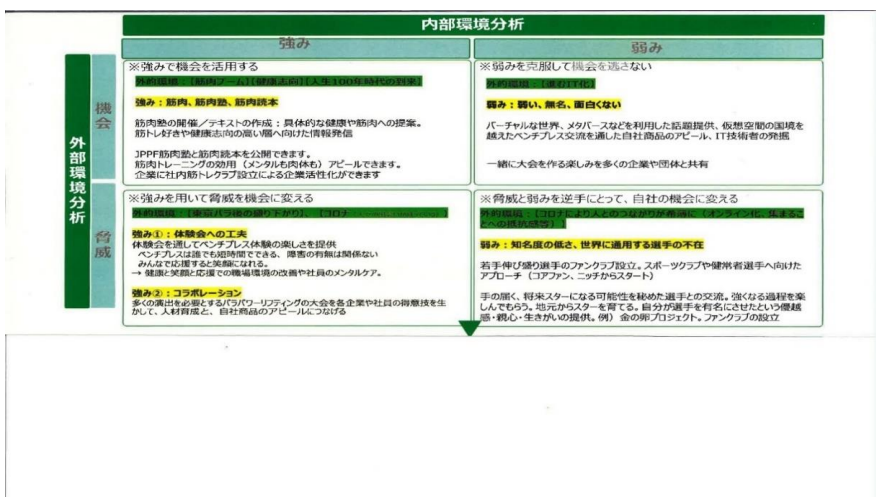 内部環境分析
強み
弱み
外部環境分析
機会
脅威
※強みで機会を活用する
外的環境：【筋肉ブーム】【健康志向】【人生100年時代の到来】
強み：筋肉、筋肉塾、筋肉読本
筋肉塾の開催／テキストの作成：具体的な健康や筋肉への提案。
筋トレ好きや健康志向の高い層へ向けた情報発信
JPPF筋肉塾と筋肉読本を公開できます。
筋肉トレーニングの効用（メンタルも肉体も）アピールできます。
企業に社内筋トレクラブ設立による企業活性化ができます
※弱みを克服して機会を逃さない
外的環境：【進むIT化】
弱み：弱い、無名、面白くない
バーチャルな世界、メタバースなどを利用した話題提供、仮想空間の国境を
越えたベンチプレス交流を通した自社商品のアピール、IT技術者の発掘
一緒に大会を作る楽しみを多くの企業や団体と共有
※強みを用いて脅威を機会に変える
外的環境：【東京パラ後の盛り下がり】、【コロナ
強み①：体験会への工夫
体験会を通してベンチプレス体験の楽しさを提供
ベンチプレスは誰でも短時間でできる、障害の有無は関係ない
みんなで応援すると笑顔になれる。
→ 健康と笑顔と応援での職場環境の改善や社員のメンタルケア。
強み②：コラボレーション
多くの演出を必要とするパラパワーリフティングの大会を各企業や社員の得意技を生
かして、人材育成と、自社商品のアピールにつなげる
※脅威と弱みを逆手にとって、自社の機会に変える
外的環境：【コロナにより人とのつながりが希薄に（オンライン化、集まるこ
とへの抵抗感等）】
弱み：知名度の低さ、世界に通用する選手の不在
若手伸び盛り選手のファンクラブ設立。スポーツクラブや健常者選手へ向けた
アプローチ（コアファン、ニッチからスタート）
手の届く、将来スターになる可能性を秘めた選手との交流。強くなる過程を楽
しんでもらう。地元からスターを育てる。自分が選手を有名にさせたという優越
感・親心・生きがいの提供。例） 金の卵プロジェクト。ファンクラブの設立